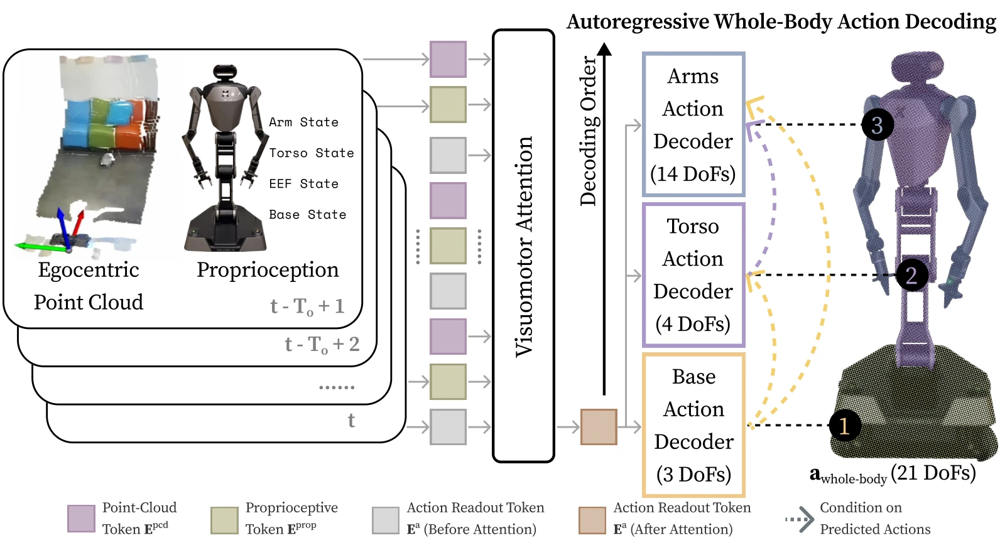 Autoregressive Whole-Body Action Decoding
Arm State
Torso State
EEF State
Base State
Egocentric
Point Cloud
Proprioception
t - Tₒ + 1
t - Tₒ + 2
......
t
Visuomotor Attention
Decoding Order
Arms
Action
Decoder
(14 DoFs)
Torso
Action
Decoder
(4 DoFs)
Base
Action
Decoder
(3 DoFs)
3
2
1
a whole-body (21 DoFs)
Point-Cloud
Token E^pcd
Proprioceptive
Token E^prop
Action Readout Token
E^a (Before Attention)
Action Readout Token
E^a (After Attention)
Condition on
Predicted Actions